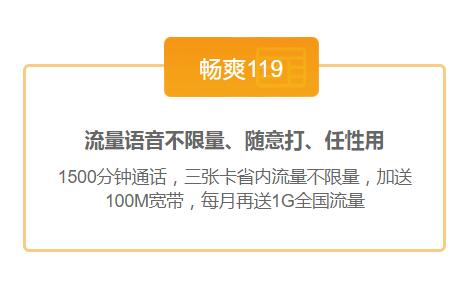 畅爽119
流量语音不限量、随意打、任性用
1500分钟通话，三张卡省内流量不限量，加送
100M宽带，每月再送1G全国流量